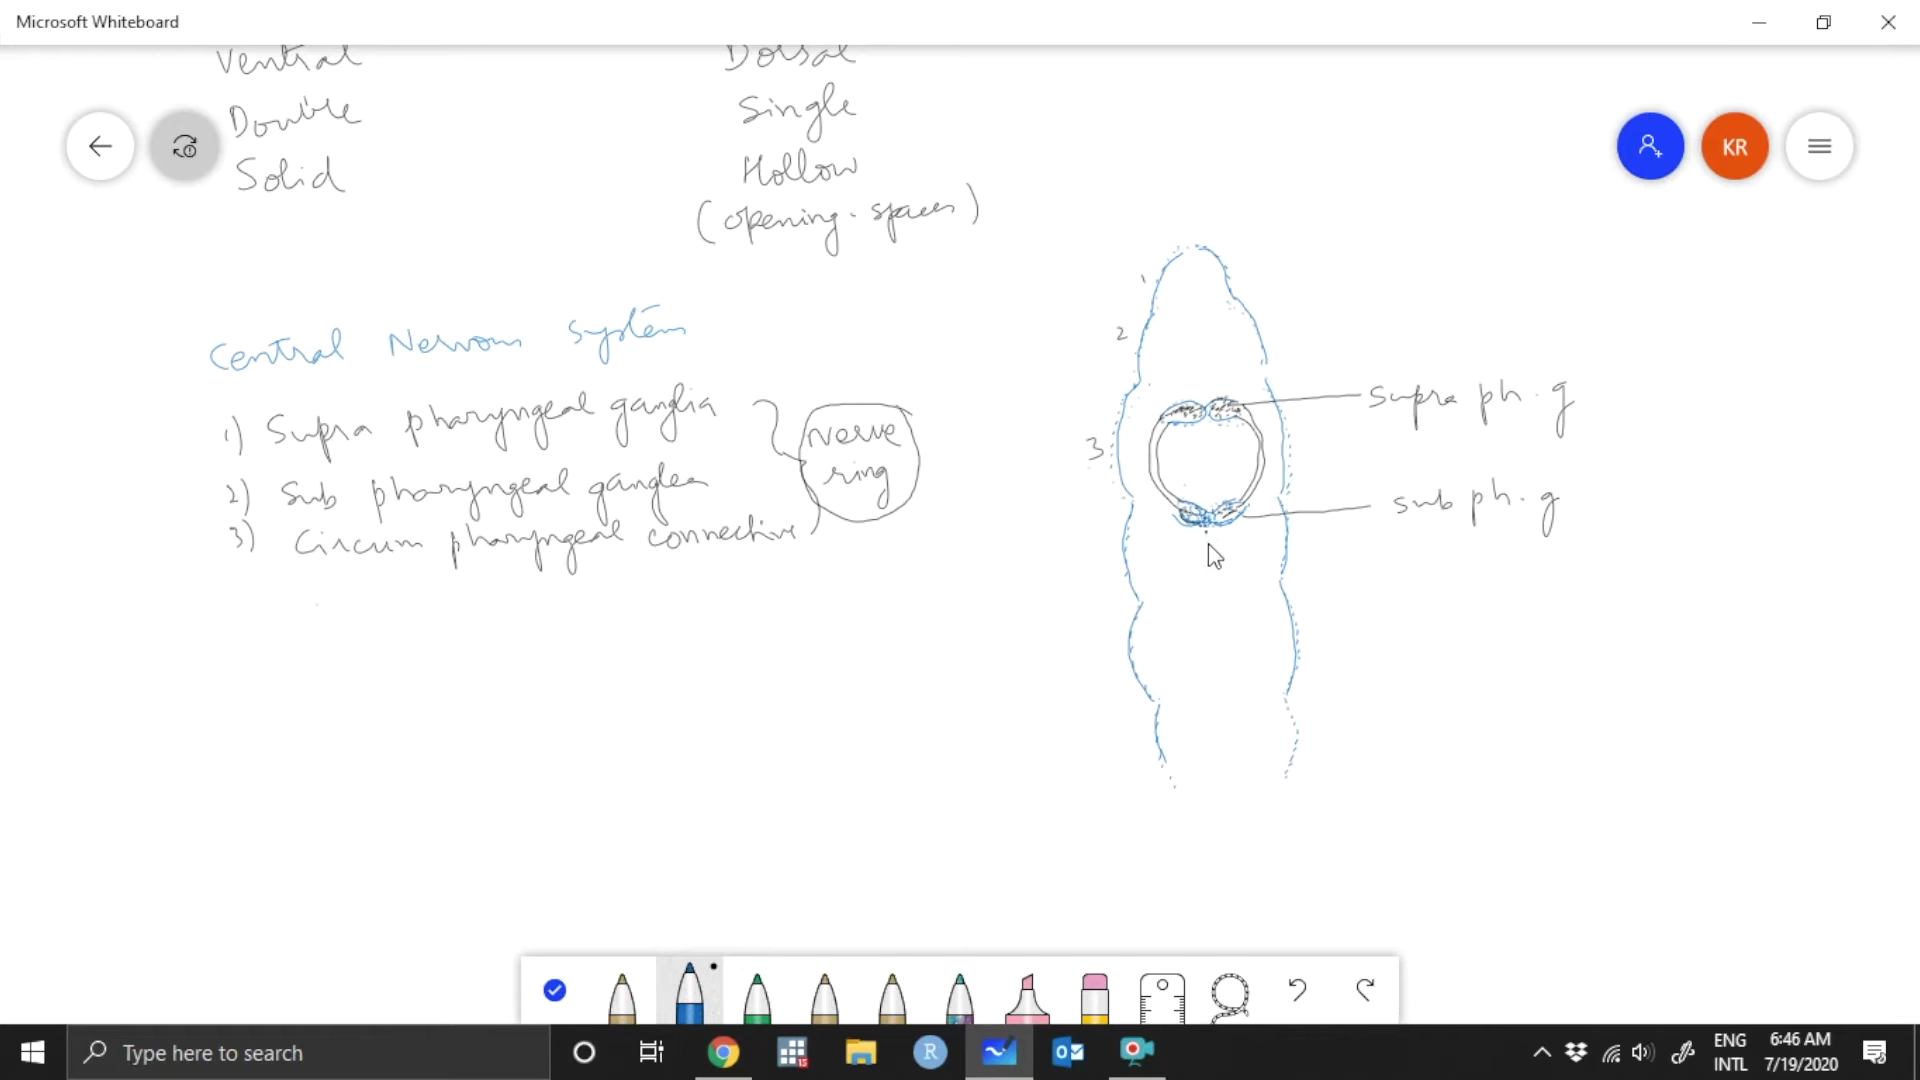 Microsoft Whiteboard
Ventral Dorsal
Double Single
Solid Hollow
(opening. spaces)
KR
1
2
3
Central Nervous System
1) Supra pharyngeal ganglia
2) Sub pharyngeal ganglea
3) Circum pharyngeal connective
nerve
ring
Supra ph. g
sub ph. g
Type here to search
15
R
ENG
INTL
6:46 AM
7/19/2020